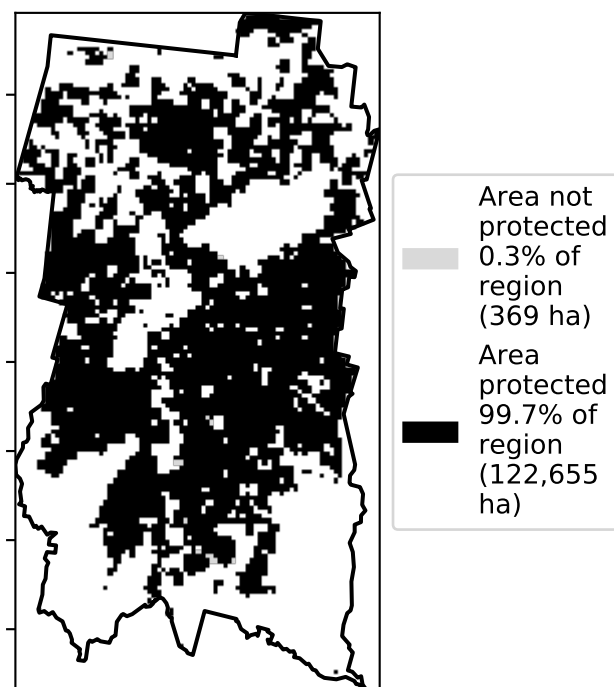 Area not
protected
0.3% of
region
(369 ha)
Area
protected
99.7% of
region
(122,655
ha)